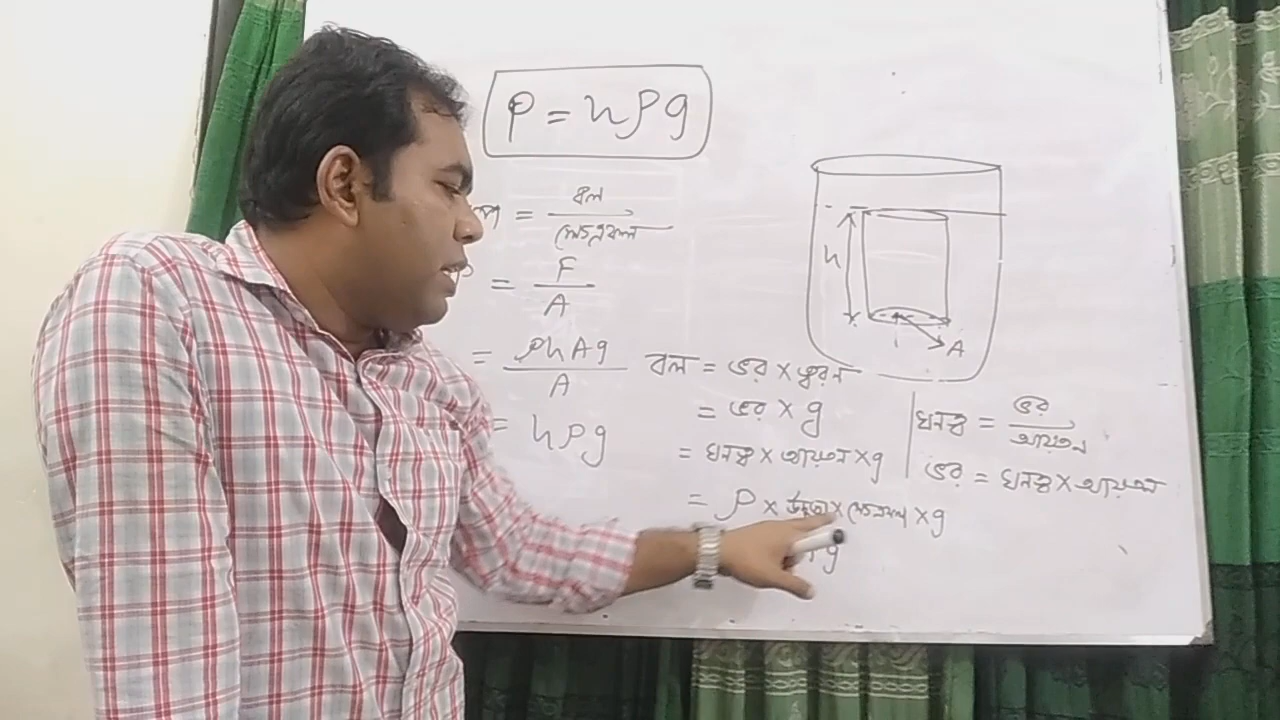 P = hρg
= বল / ক্ষেত্রফল
= F / A
= ρhAg / A
= hρg
h
A
বল = ভর × ত্বরন
= ভর × g
= ঘনত্ব × আয়তন × g
= ρ × উচ্চতা × ক্ষেত্রফল × g
g
ঘনত্ব = ভর / আয়তন
ভর = ঘনত্ব × আয়তন